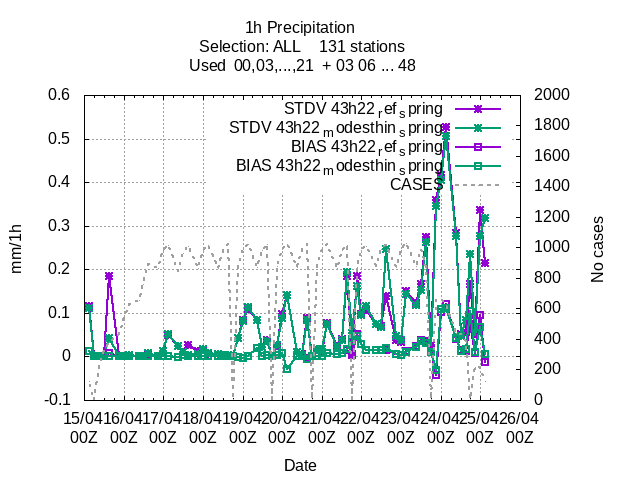 1h Precipitation
Selection: ALL 131 stations
Used 00,03,...,21 + 03 06 ... 48
STDV 43h22ᵣefₛpring
STDV 43h22ₘodesthinₛpring
BIAS 43h22ᵣefₛpring
BIAS 43h22ₘodesthinₛpring
CASES
mm/1h
0.6
0.5
0.4
0.3
0.2
0.1
0
-0.1
No cases
2000
1800
1600
1400
1200
1000
800
600
400
200
0
15/04 16/04 17/04 18/04 19/04 20/04 21/04 22/04 23/04 24/04 25/04 26/04
00Z 00Z 00Z 00Z 00Z 00Z 00Z 00Z 00Z 00Z 00Z 00Z
Date